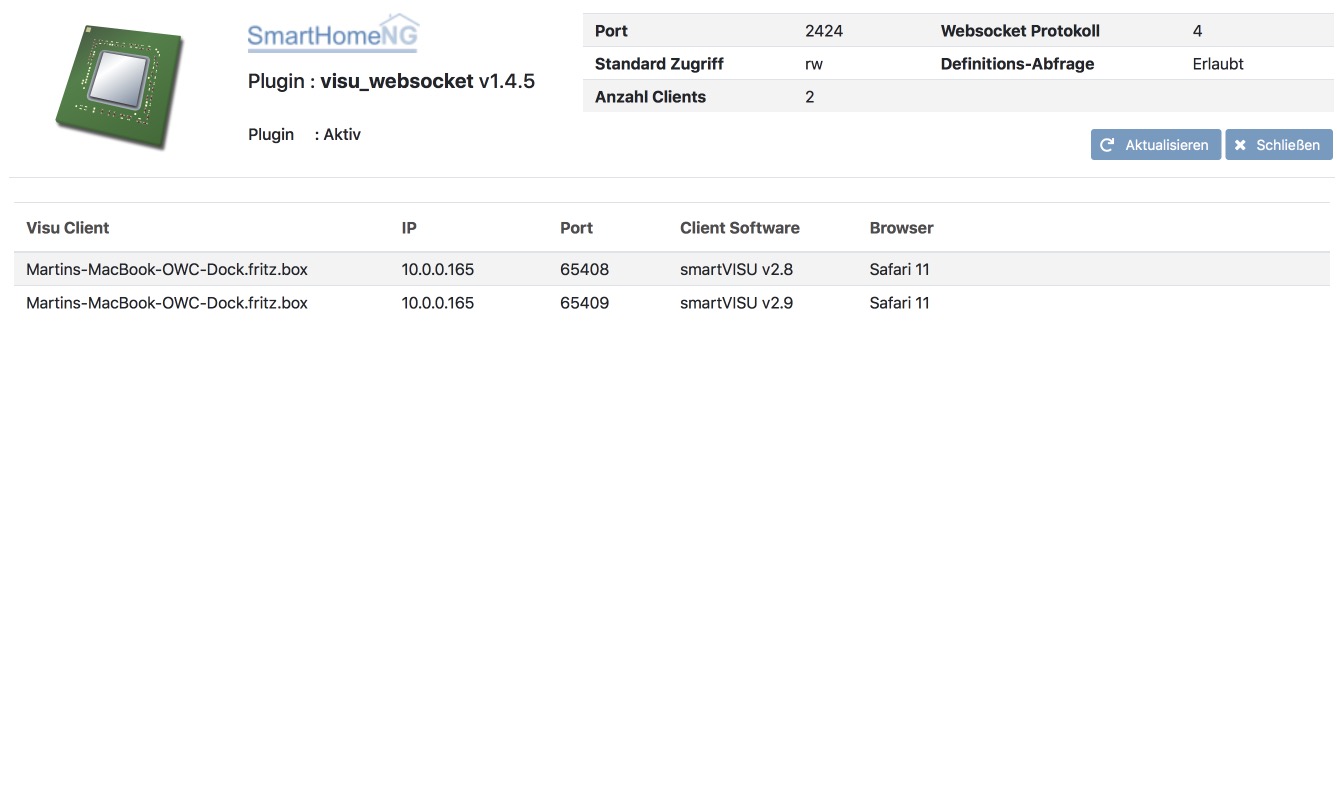 SmartHomeNG
Plugin : visu_websocket v1.4.5
Plugin : Aktiv
Port 2424 Websocket Protokoll 4
Standard Zugriff rw Definitions-Abfrage Erlaubt
Anzahl Clients 2
Aktualisieren Schließen
Visu Client IP Port Client Software Browser
Martins-MacBook-OWC-Dock.fritz.box 10.0.0.165 65408 smartVISU v2.8 Safari 11
Martins-MacBook-OWC-Dock.fritz.box 10.0.0.165 65409 smartVISU v2.9 Safari 11